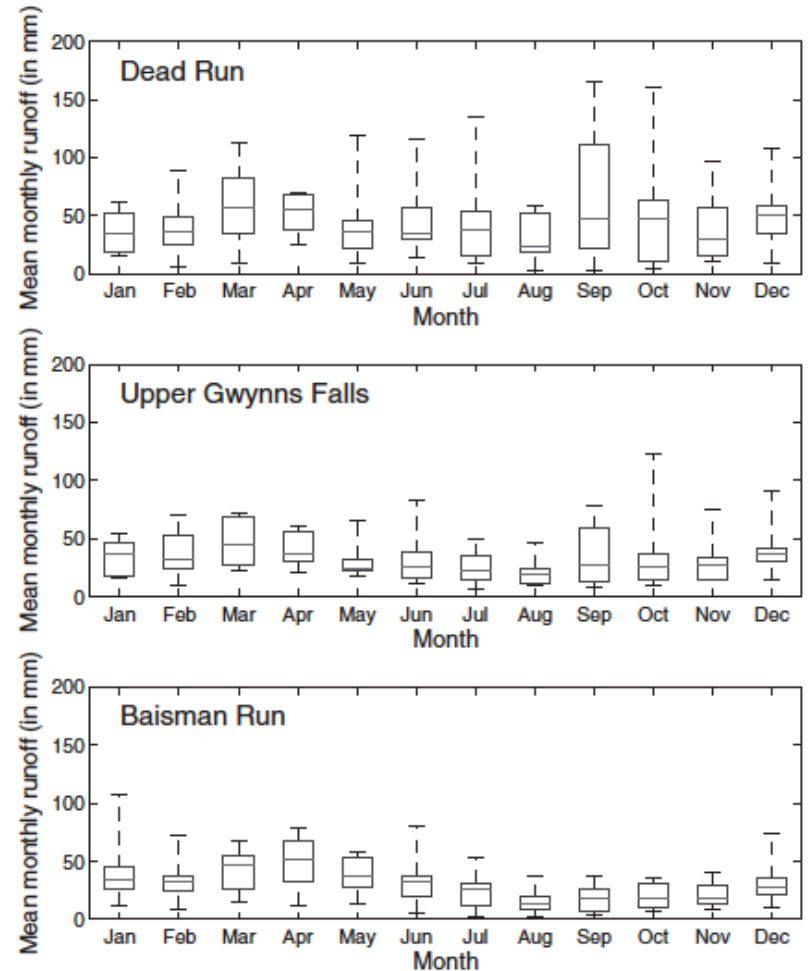 Mean monthly runoff (in mm)
200
150
100
50
0
Dead Run
Jan Feb Mar Apr May Jun Jul Aug Sep Oct Nov Dec
Month
Mean monthly runoff (in mm)
200
150
100
50
0
Upper Gwynns Falls
Jan Feb Mar Apr May Jun Jul Aug Sep Oct Nov Dec
Month
Mean monthly runoff (in mm)
200
150
100
50
0
Baisman Run
Jan Feb Mar Apr May Jun Jul Aug Sep Oct Nov Dec
Month